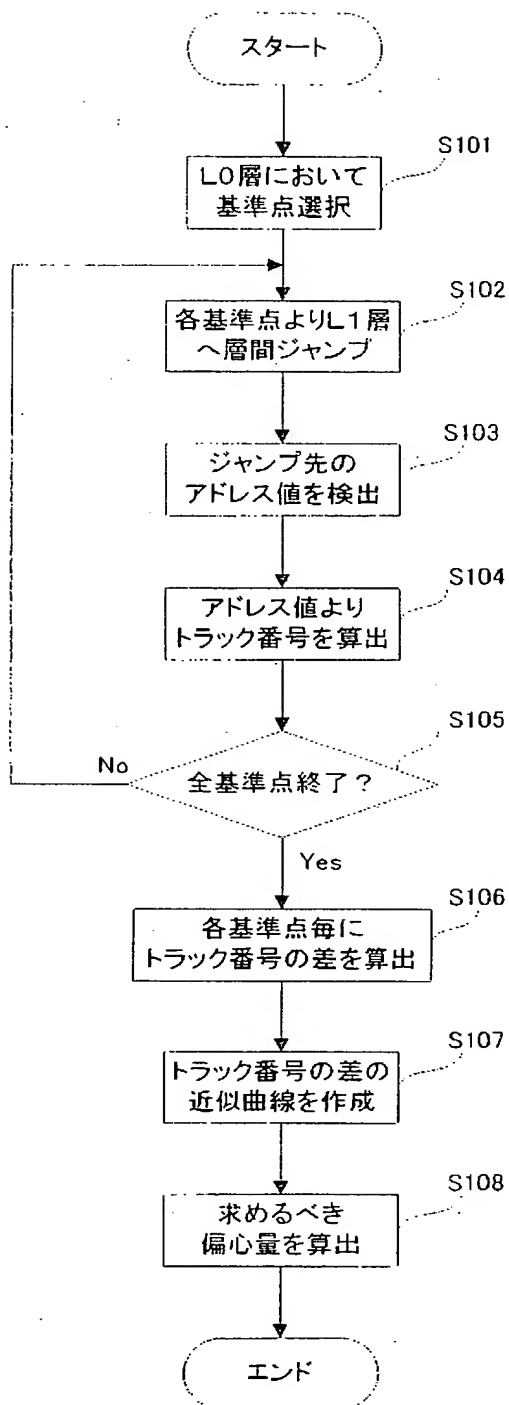 スタート
S101
L0層において
基準点選択
S102
各基準点よりL1層
へ層間ジャンプ
S103
ジャンプ先の
アドレス値を検出
S104
アドレス値より
トラック番号を算出
S105
No
全基準点終了?
Yes
S106
各基準点毎に
トラック番号の差を算出
S107
トラック番号の差の
近似曲線を作成
S108
求めるべき
偏心量を算出
エンド